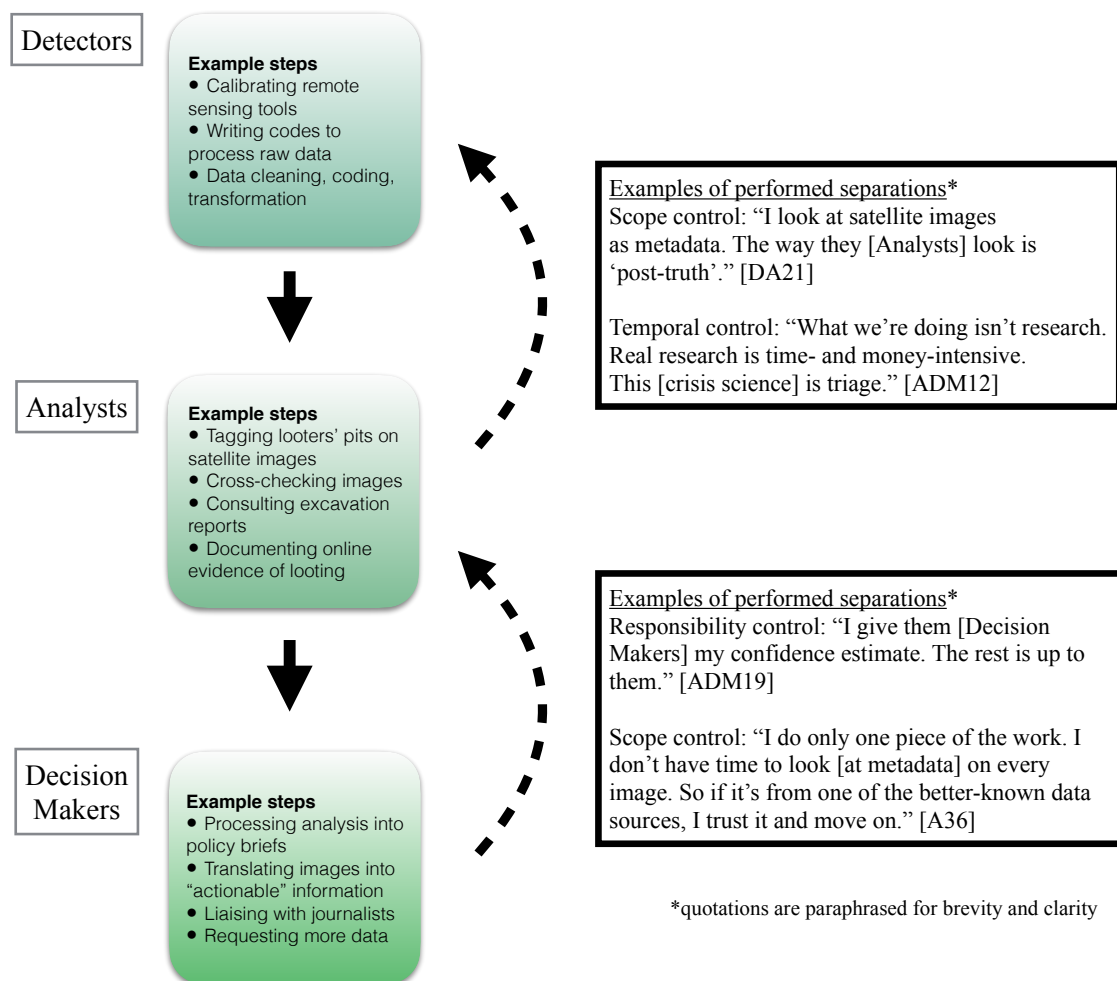 Detectors
Example steps
● Calibrating remote
sensing tools
● Writing codes to
process raw data
● Data cleaning, coding,
transformation
Examples of performed separations*
Scope control: “I look at satellite images
as metadata. The way they [Analysts] look is
‘post-truth’.” [DA21]
Temporal control: “What we’re doing isn’t research.
Real research is time- and money-intensive.
This [crisis science] is triage.” [ADM12]
Analysts
Example steps
● Tagging looters’ pits on
satellite images
● Cross-checking images
● Consulting excavation
reports
● Documenting online
evidence of looting
Examples of performed separations*
Responsibility control: “I give them [Decision
Makers] my confidence estimate. The rest is up to
them.” [ADM19]
Scope control: “I do only one piece of the work. I
don’t have time to look [at metadata] on every
image. So if it’s from one of the better-known data
sources, I trust it and move on.” [A36]
Decision
Makers
Example steps
● Processing analysis into
policy briefs
● Translating images into
“actionable” information
● Liaising with journalists
● Requesting more data
*quotations are paraphrased for brevity and clarity